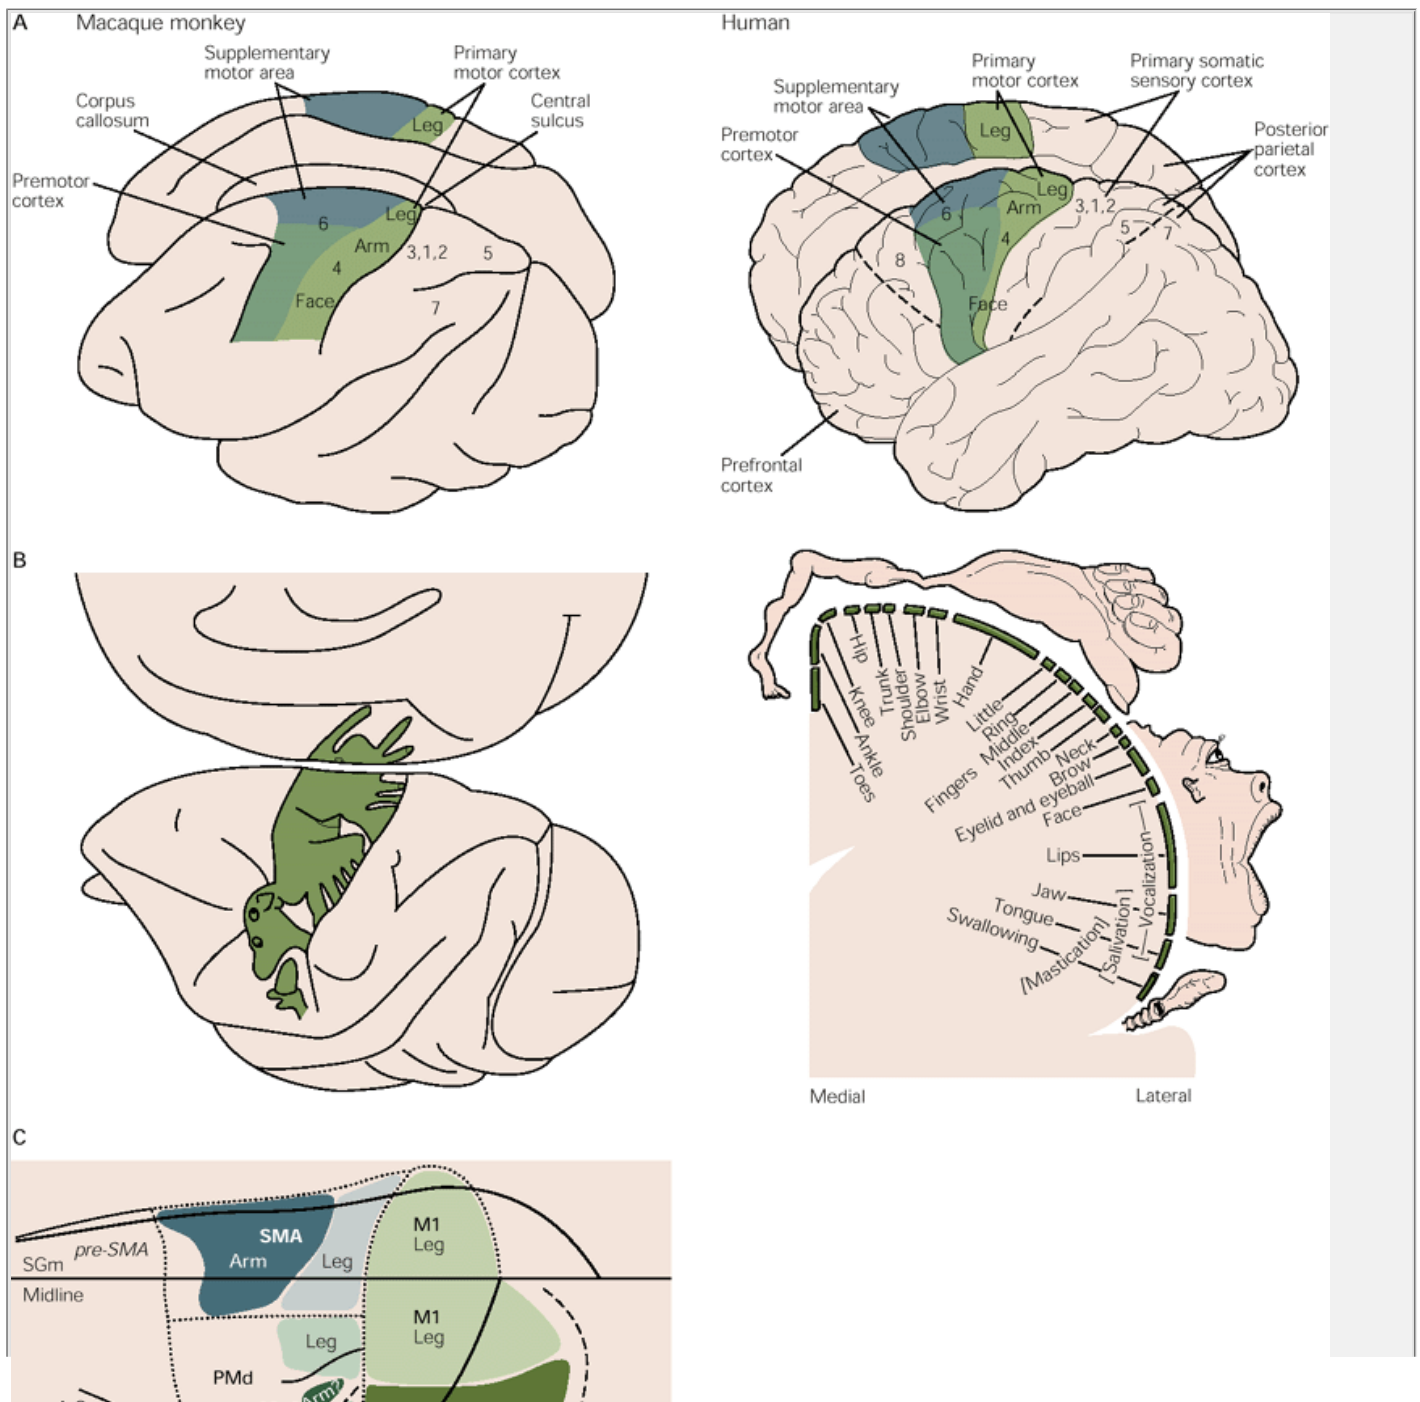 A
Macaque monkey
Supplementary
motor area
Primary
motor cortex
Corpus
callosum
Central
sulcus
Premotor
cortex
Leg
6
Leg
Arm
4
Face
3,1,2
5
7
Human
Primary
motor cortex
Primary somatic
sensory cortex
Supplementary
motor area
Premotor
cortex
Posterior
parietal
cortex
Leg
Leg
Arm
6
4
3,1,2
5
7
8
Face
Prefrontal
cortex
B
Toes
Ankle
Knee
Hip
Trunk
Shoulder
Elbow
Wrist
Hand
Little
Ring
Middle
Index
Thumb
Fingers
Neck
Brow
Eyelid and eyeball
Face
Lips
Jaw
Tongue
Swallowing
[Mastication]
[Salivation]
[Vocalization]
Medial
Lateral
C
SMA
M1
Leg
pre-SMA
SGm
Arm
Leg
Midline
M1
Leg
Leg
PMd
Arm?